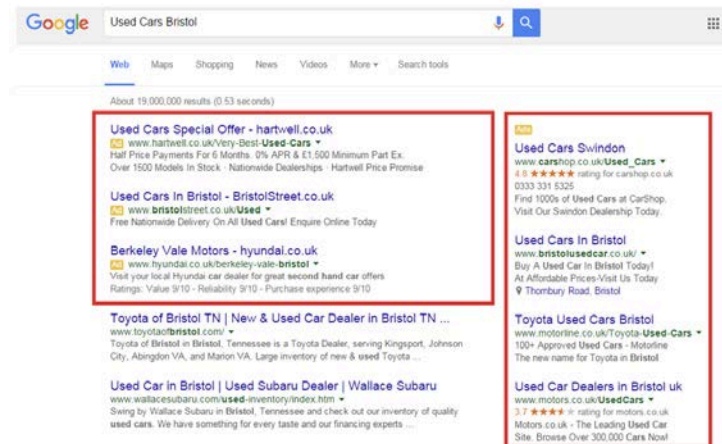 Google
Used Cars Bristol
Web Maps Shopping News Videos More Search tools
About 19,000,000 results (0.53 seconds)
Used Cars Special Offer - hartwell.co.uk
Ad www.hartwell.co.uk/Very-Best-Used-Cars
Half Price Payments For 6 Months. 0% APR & £1,500 Minimum Part Ex.
Over 1500 Models In Stock · Nationwide Dealerships · Hartwell Price Promise
Used Cars In Bristol - BristolStreet.co.uk
Ad www.bristolstreet.co.uk/Used
Free Nationwide Delivery On All Used Cars! Enquire Online Today
Berkeley Vale Motors - hyundai.co.uk
Ad www.hyundai.co.uk/berkeley-vale-bristol
Visit your local Hyundai car dealer for great second hand car offers
Ratings: Value 9/10 - Reliability 9/10 - Purchase experience 9/10
Toyota of Bristol TN | New & Used Car Dealer in Bristol TN ...
www.toyotaofbristol.com/
Toyota of Bristol in Bristol, Tennessee is a Toyota Dealer, serving Kingsport, Johnson
City, Abingdon VA, and Marion VA. Large inventory of new & used Toyota ...
Used Car in Bristol | Used Subaru Dealer | Wallace Subaru
www.wallacesubaru.com/used-inventory/index.htm
Swing by Wallace Subaru in Bristol, Tennessee and check out our inventory of quality
used cars. We have something for every taste and our financing experts ...
Ads
Used Cars Swindon
www.carshop.co.uk/Used_Cars
4.8 ★★★★★ rating for carshop.co.uk
0333 331 5325
Find 1000s of Used Cars at CarShop.
Visit Our Swindon Dealership Today.
Used Cars In Bristol
www.bristolusedcar.co.uk/
Buy A Used Car In Bristol Today!
At Affordable Prices-Visit Us Today
Thornbury Road, Bristol
Toyota Used Cars Bristol
www.motorline.co.uk/Toyota-Used-Cars
100+ Approved Used Cars - Motorline
The new name for Toyota in Bristol
Used Car Dealers in Bristol uk
www.motors.co.uk/UsedCars
3.7 ★★★★★ rating for motors.co.uk
Motors.co.uk - The Leading Used Car
Site. Browse Over 300,000 Cars Now!